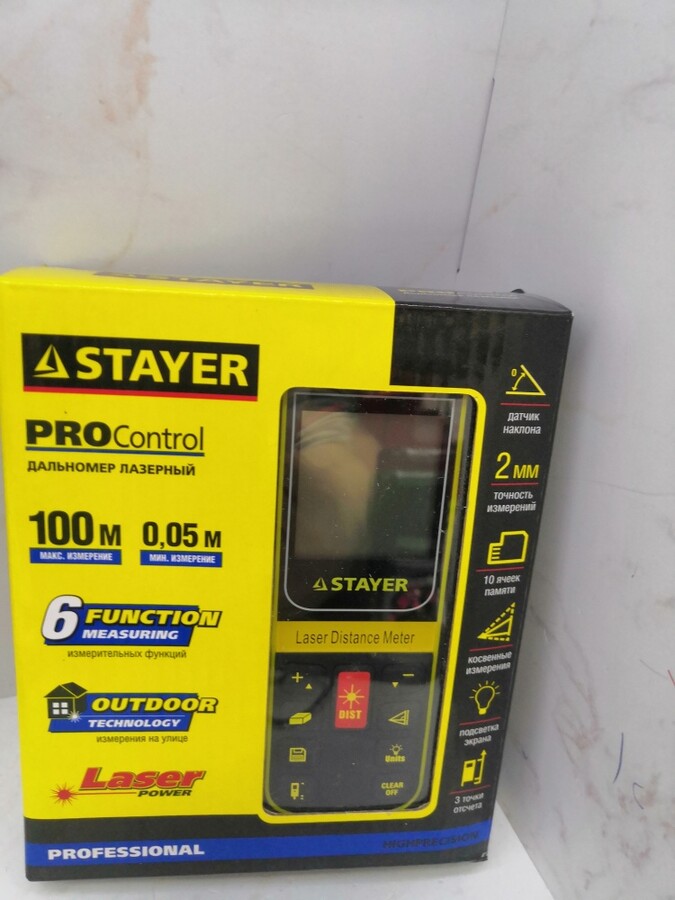 STAYER
PROControl
ДАЛЬНОМЕР ЛАЗЕРНЫЙ
100 М
МАКС. ИЗМЕРЕНИЕ
0,05 М
МИН. ИЗМЕРЕНИЕ
6 FUNCTION
MEASURING
измерительных функций
OUTDOOR
TECHNOLOGY
измерения на улице
Laser
POWER
PROFESSIONAL
HIGHPRECISION
STAYER
Laser Distance Meter
+
−
DIST
Units
CLEAR
OFF
0
датчик
наклона
2 мм
точность
измерений
10 ячеек
памяти
косвенные
измерения
подсветка
экрана
3 точки
отсчета